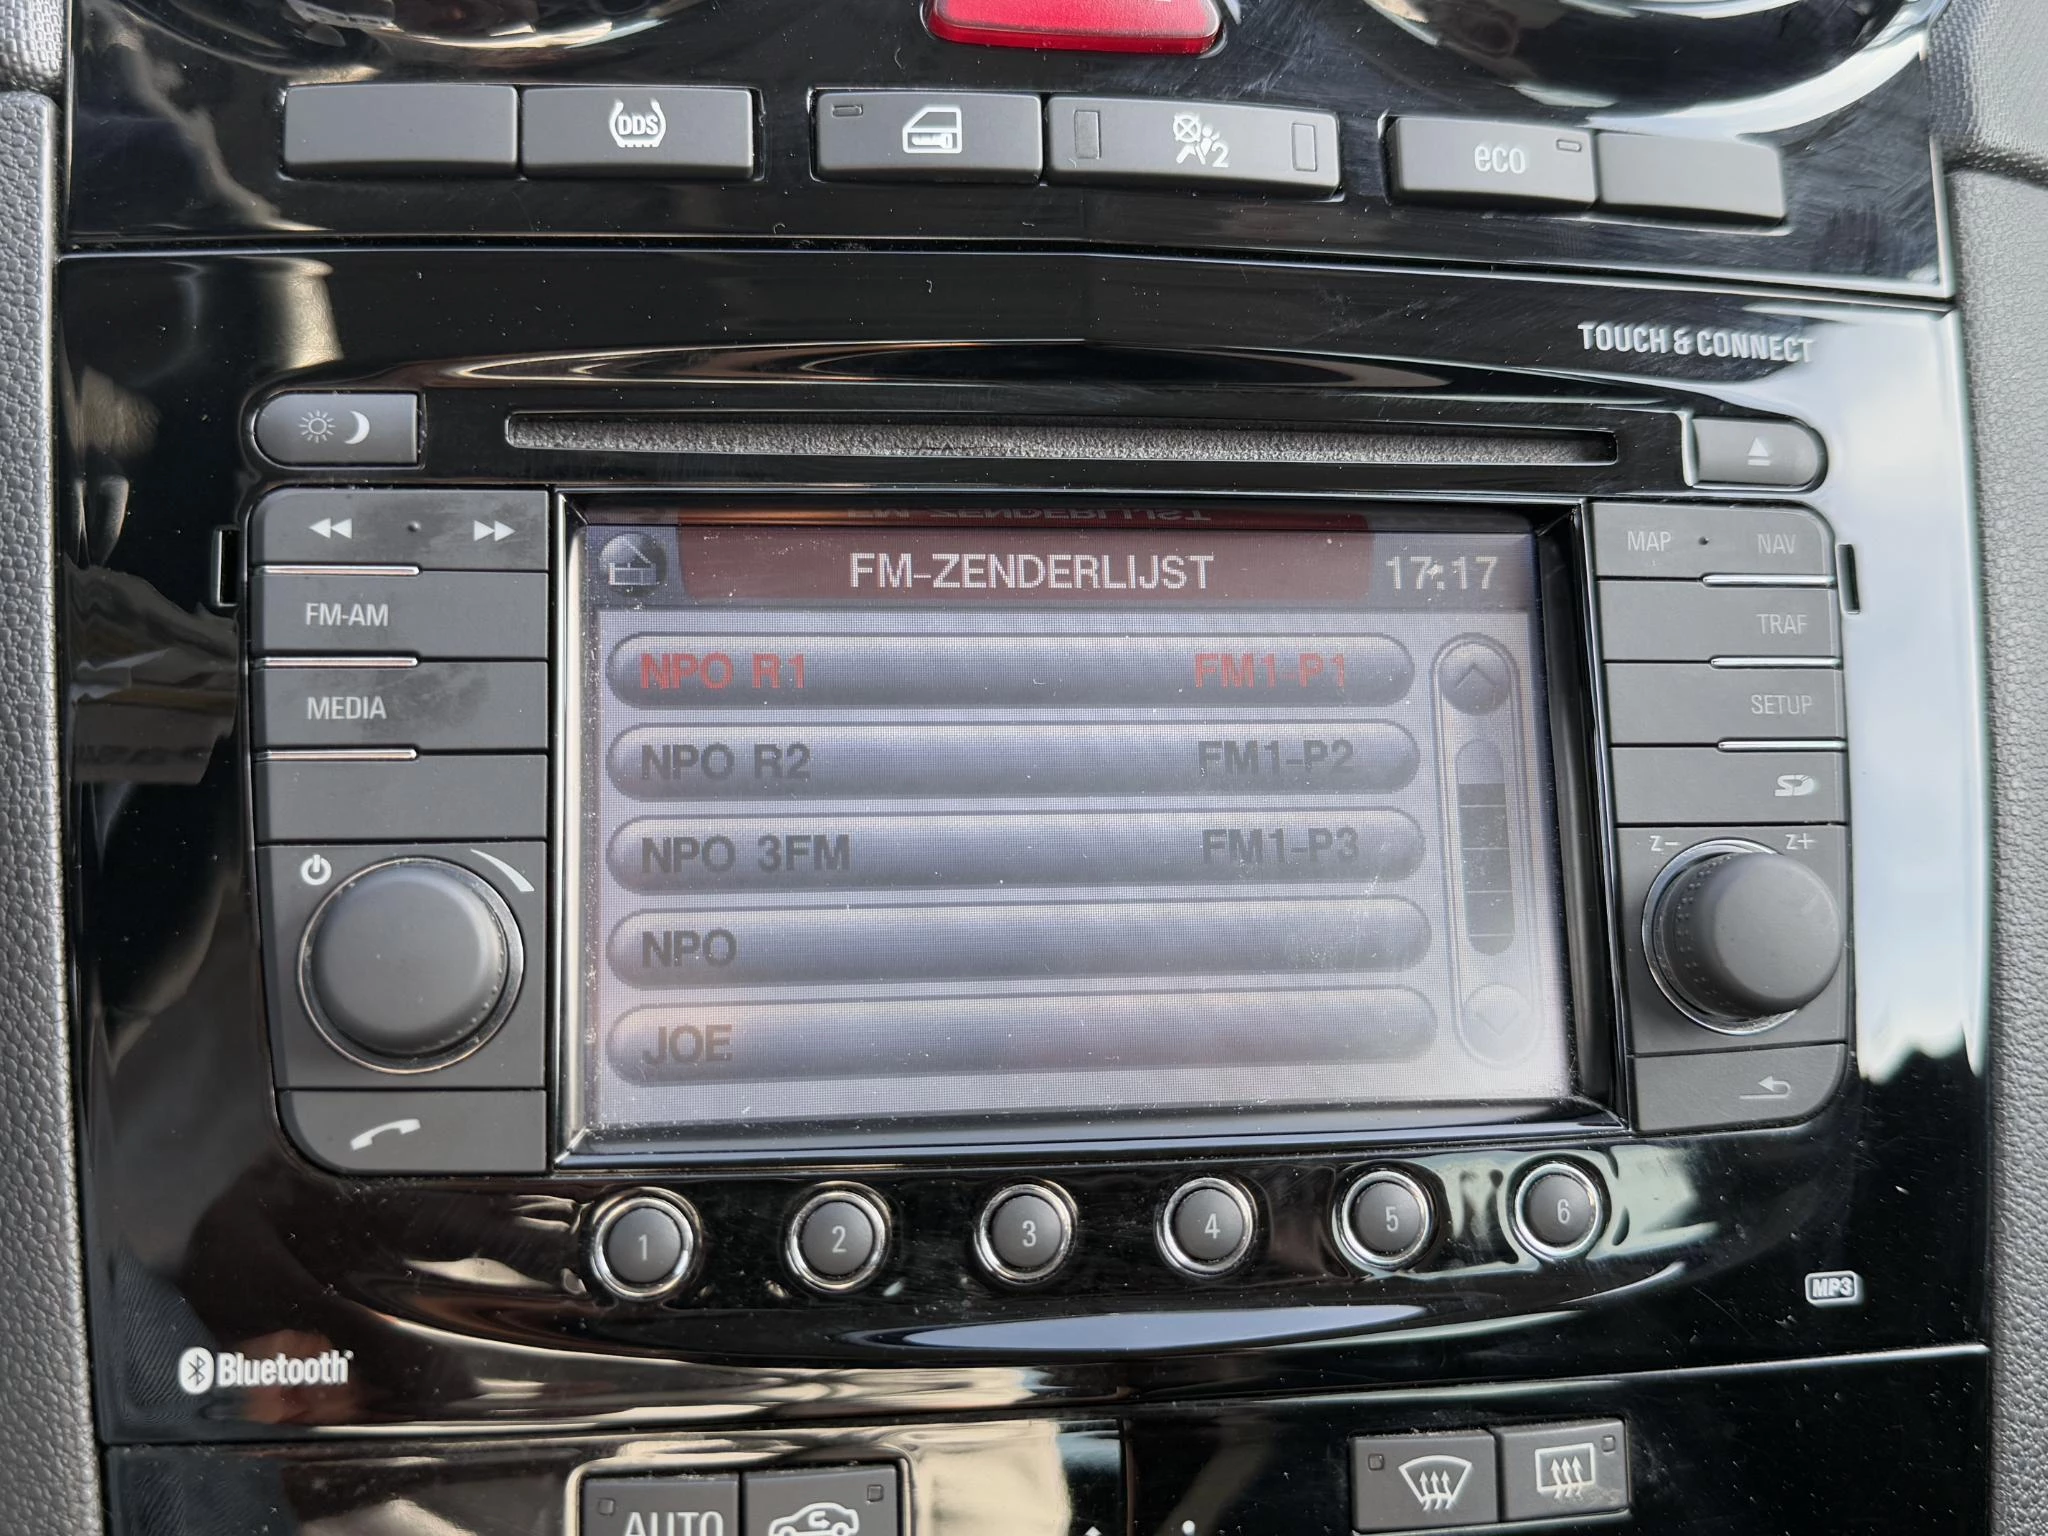 DDS
2
eco
TOUCH & CONNECT
MAP NAV
FM-AM
TRAF
MEDIA
SETUP
SD
FM-ZENDERLIJST 17:17
NPO R1 FM1-P1
NPO R2 FM1-P2
NPO 3FM FM1-P3
NPO
JOE
Z- Z+
1 2 3 4 5 6
MP3
Bluetooth®
AUTO